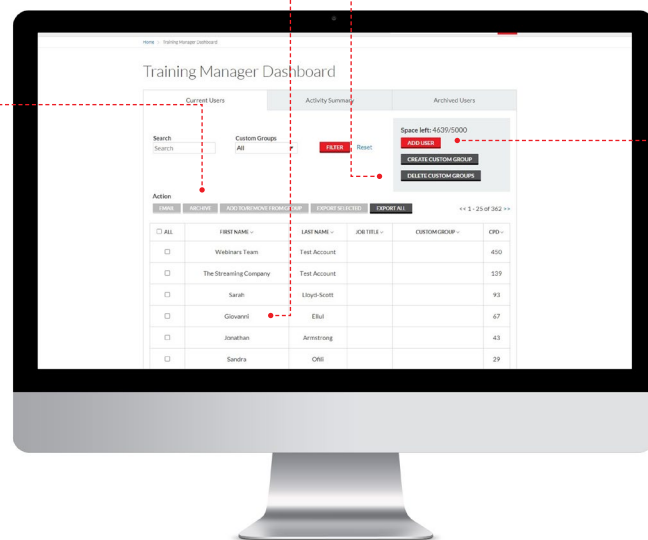 Home > Training Manager Dashboard
Training Manager Dashboard
Current Users Activity Summary Archived Users
Space left: 4639/5000
Search Custom Groups
Search All FILTER Reset ADD USER
CREATE CUSTOM GROUP
DELETE CUSTOM GROUPS
Action
EMAIL ARCHIVE ADD TO/REMOVE FROM GROUP EXPORT SELECTED EXPORT ALL << 1 - 25 of 362 >>
ALL FIRST NAME LAST NAME JOB TITLE CUSTOM GROUP CPD
Webinars Team Test Account 450
The Streaming Company Test Account 139
Sarah Lloyd-Scott 93
Giovanni Ellul 67
Jonathan Armstrong 43
Sandra Ofili 29